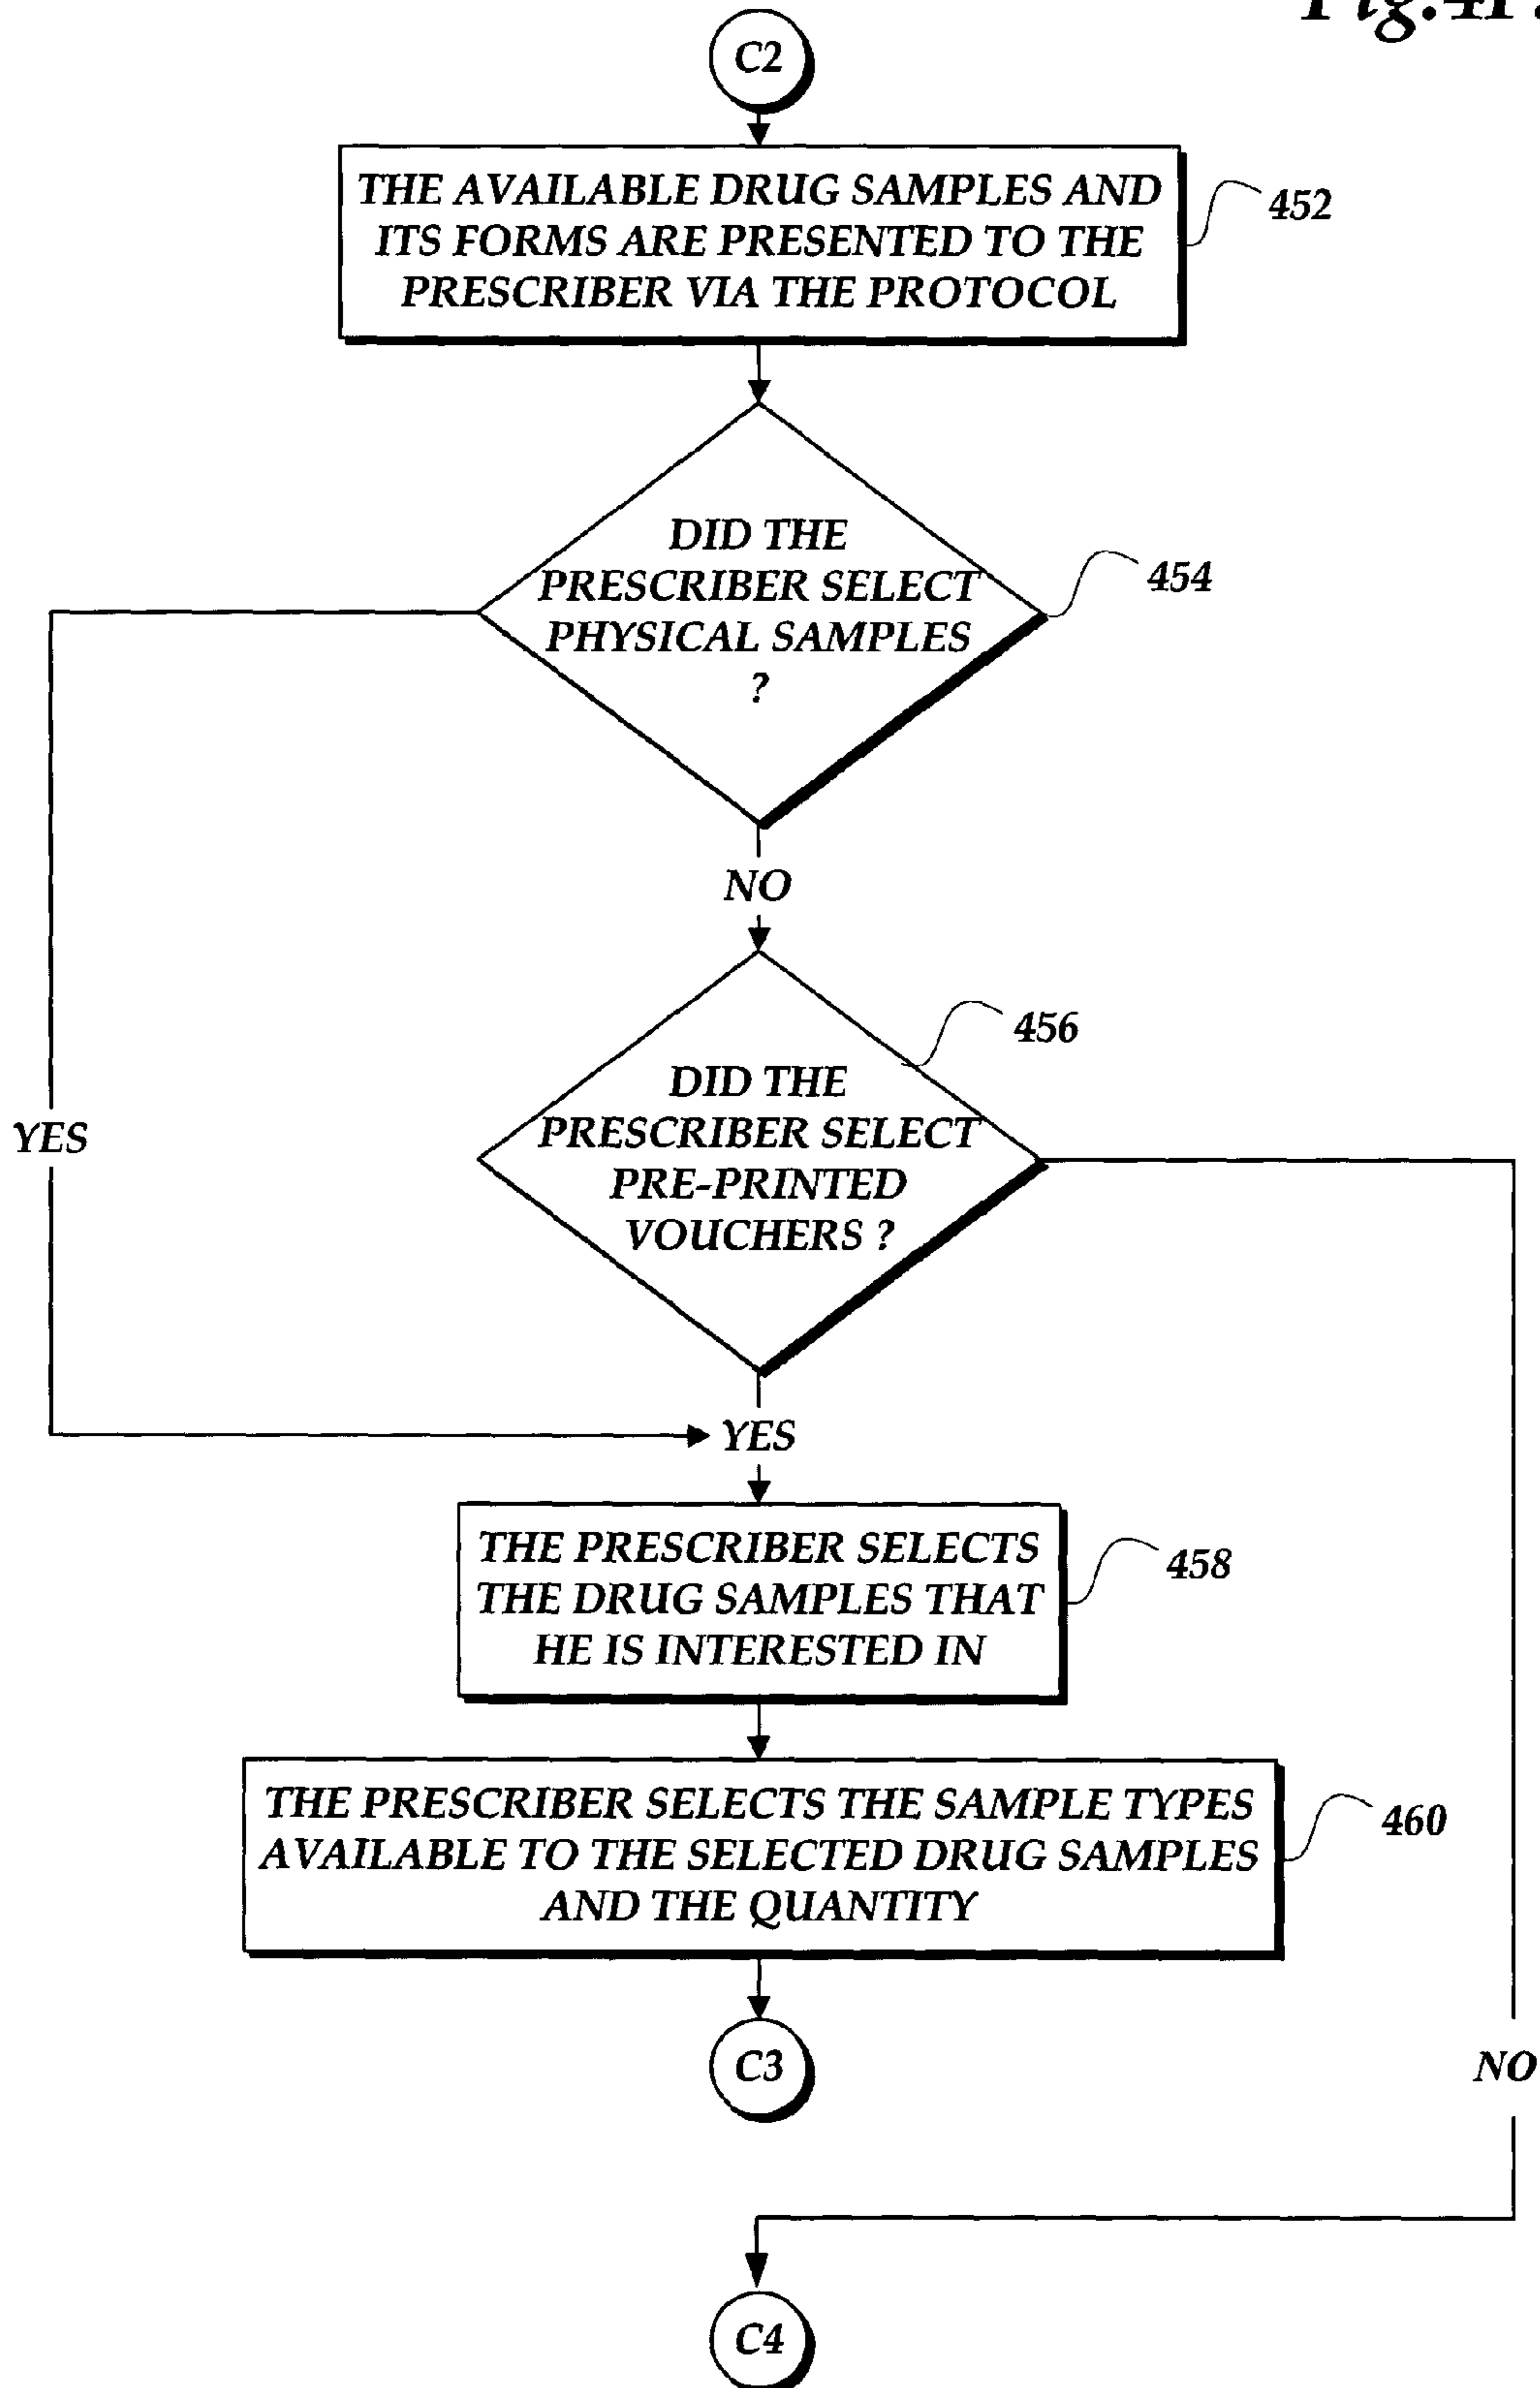 C2
THE AVAILABLE DRUG SAMPLES AND
ITS FORMS ARE PRESENTED TO THE
PRESCRIBER VIA THE PROTOCOL
452
DID THE
PRESCRIBER SELECT
PHYSICAL SAMPLES
?
454
NO
456
DID THE
PRESCRIBER SELECT
PRE-PRINTED
VOUCHERS ?
YES
YES
THE PRESCRIBER SELECTS
THE DRUG SAMPLES THAT
HE IS INTERESTED IN
458
THE PRESCRIBER SELECTS THE SAMPLE TYPES
AVAILABLE TO THE SELECTED DRUG SAMPLES
AND THE QUANTITY
460
C3
NO
C4